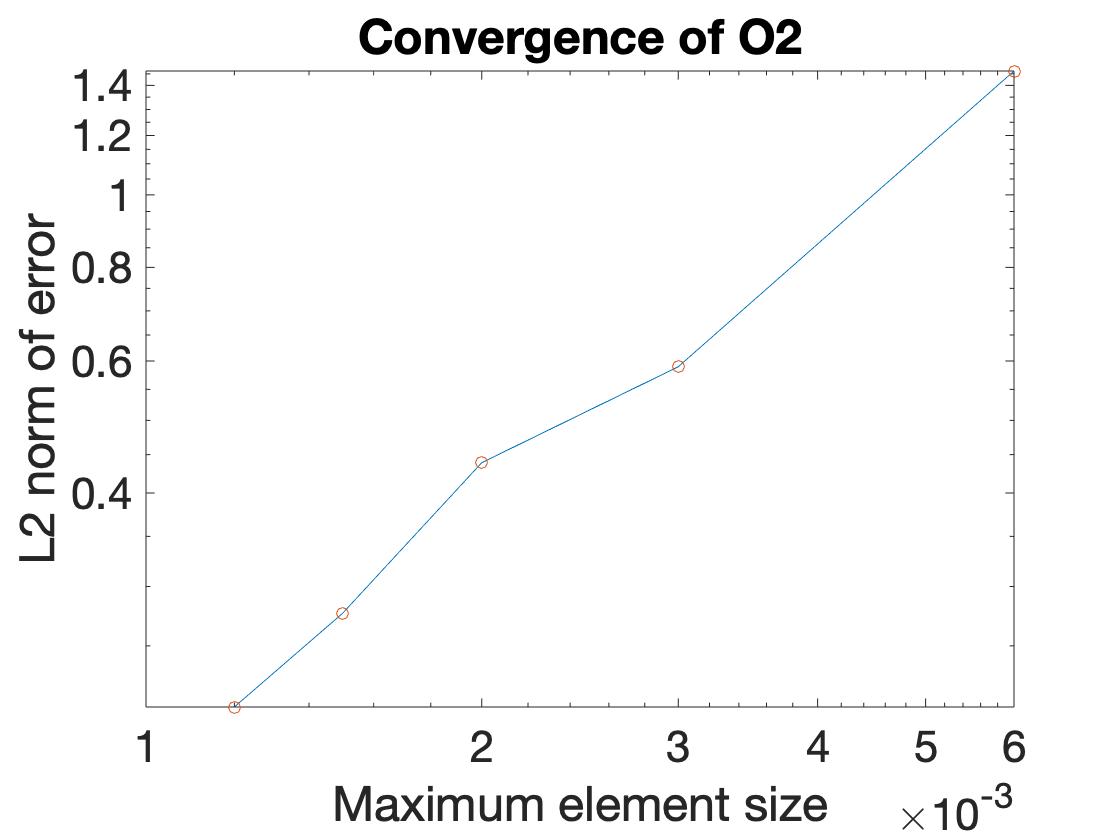 Convergence of O2
1.4
1.2
1
0.8
0.6
0.4
L2 norm of error
1 2 3 4 5 6
Maximum element size ×10⁻³